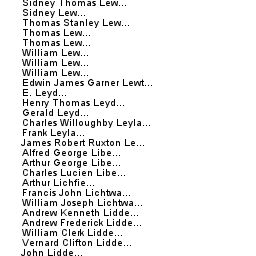 Sidney Thomas Lew...
Sidney Lew...
Thomas Stanley Lew...
Thomas Lew...
Thomas Lew...
William Lew...
William Lew...
William Lew...
Edwin James Garner Lewt...
E. Leyd...
Henry Thomas Leyd...
Gerald Leyd...
Charles Willoughby Leyla...
Frank Leyla...
James Robert Ruxton Le...
Alfred George Libe...
Arthur George Libe...
Charles Lucien Libe...
Arthur Lichfie...
Francis John Lichtwa...
William Joseph Lichtwa...
Andrew Kenneth Lidde...
Andrew Frederick Lidde...
William Clerk Lidde...
Vernard Clifton Lidde...
John Lidde...